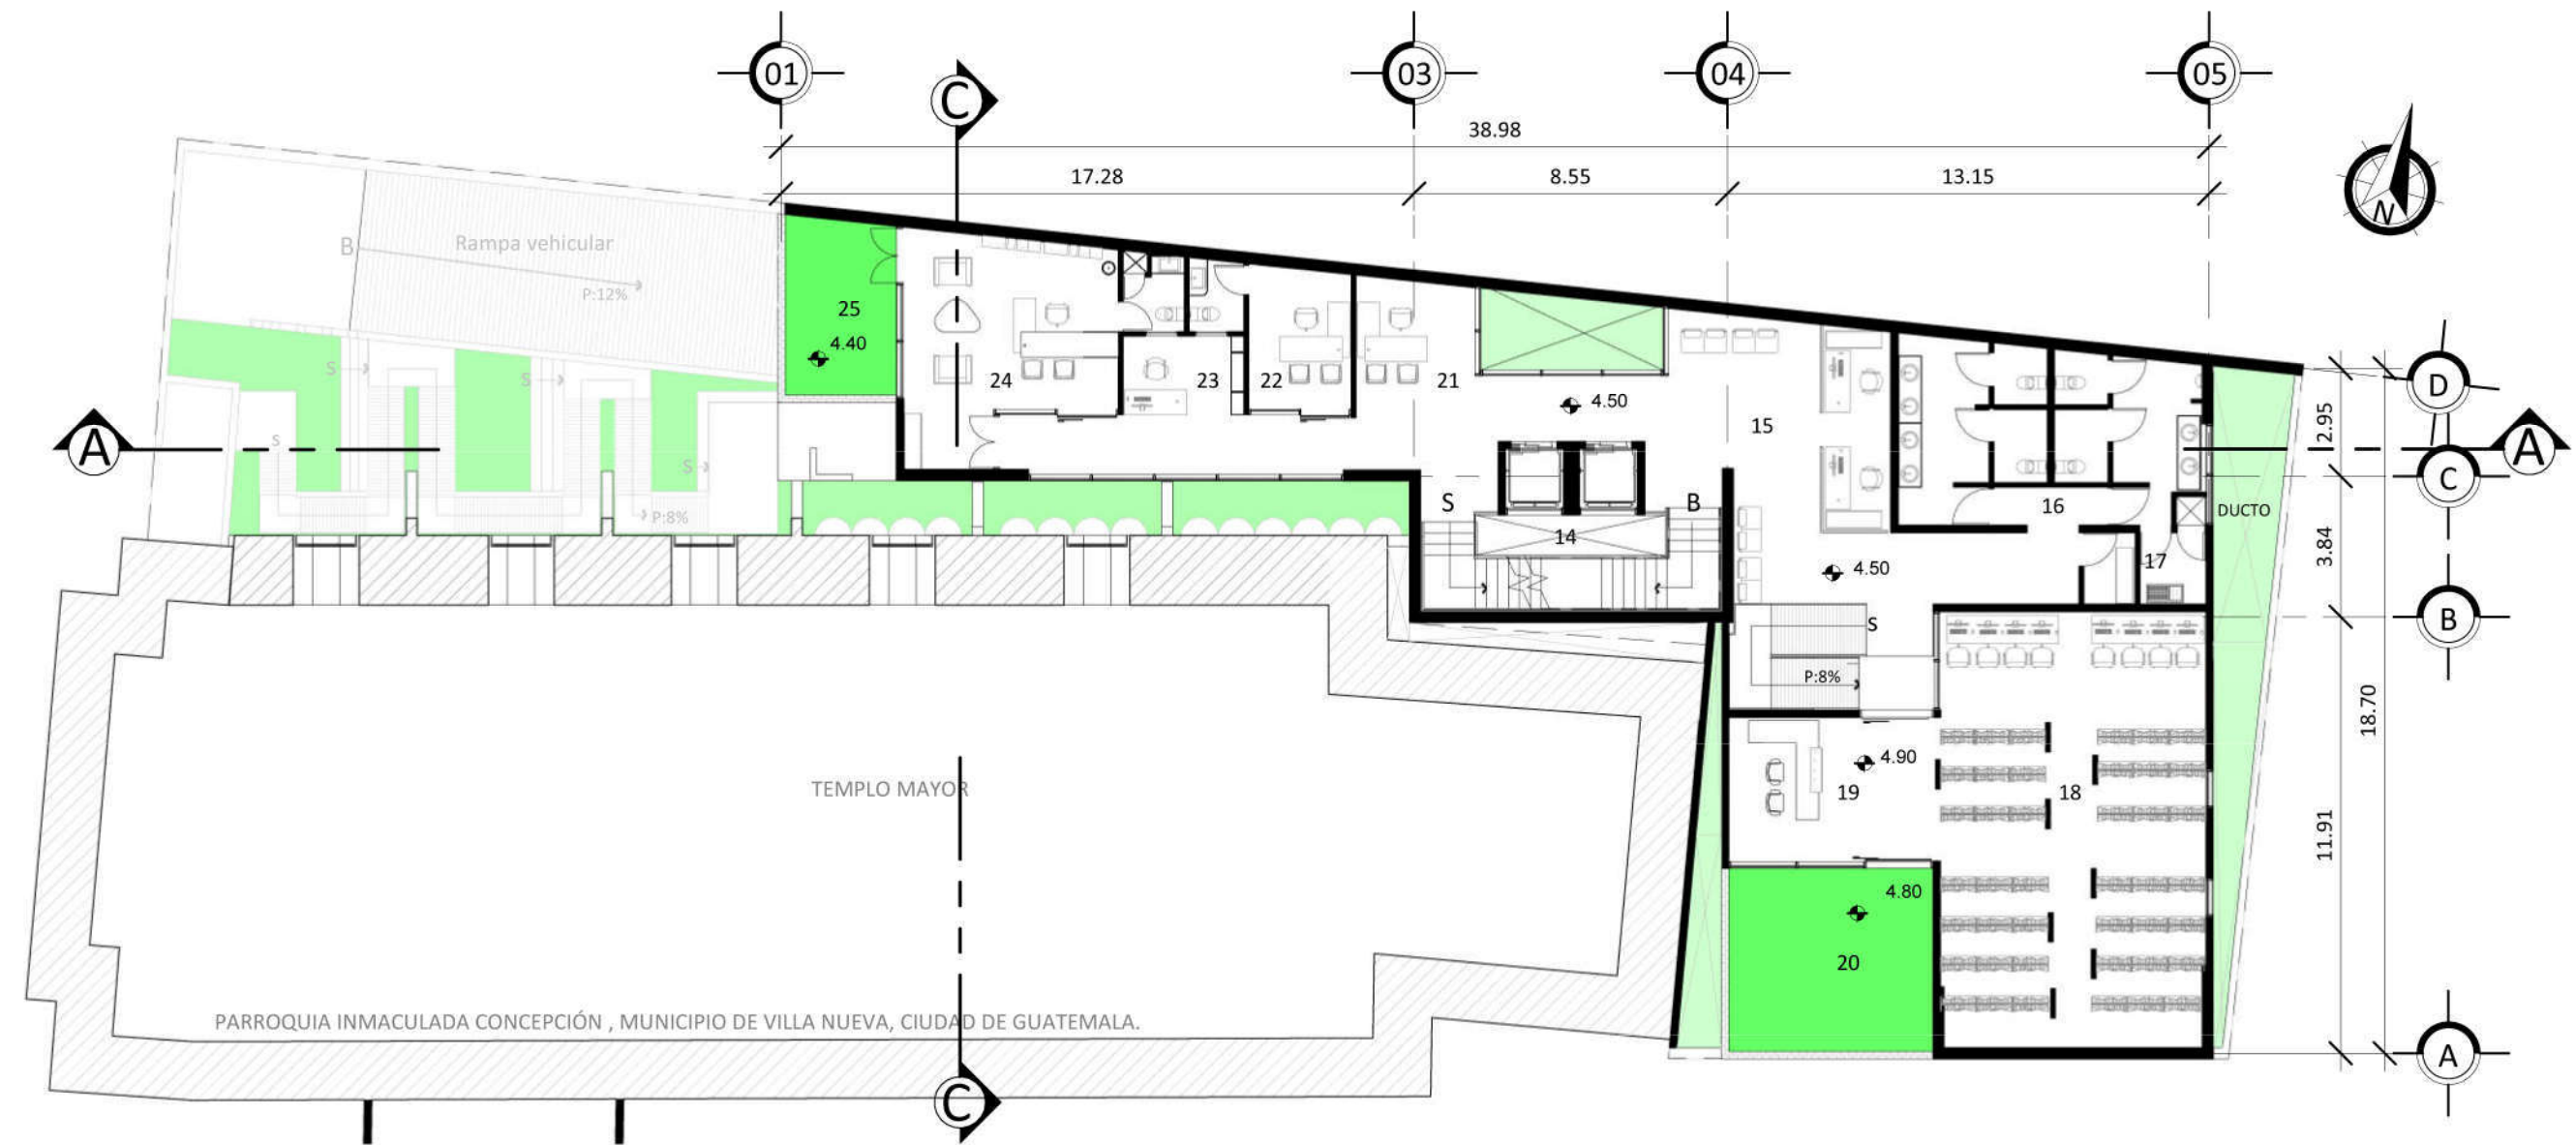 01
03
04
05
C
38.98
17.28
8.55
13.15
N
B
Rampa vehicular
P:12%
25
4.40
24
23
22
21
4.50
15
D
2.95
S
S
A
S
S
P:8%
A
C
S
B
14
16
DUCTO
17
3.84
4.50
B
S
P:8%
18.70
TEMPLO MAYOR
4.90
19
18
11.91
4.80
20
PARROQUIA INMACULADA CONCEPCIÓN , MUNICIPIO DE VILLA NUEVA, CIUDAD DE GUATEMALA.
A
C